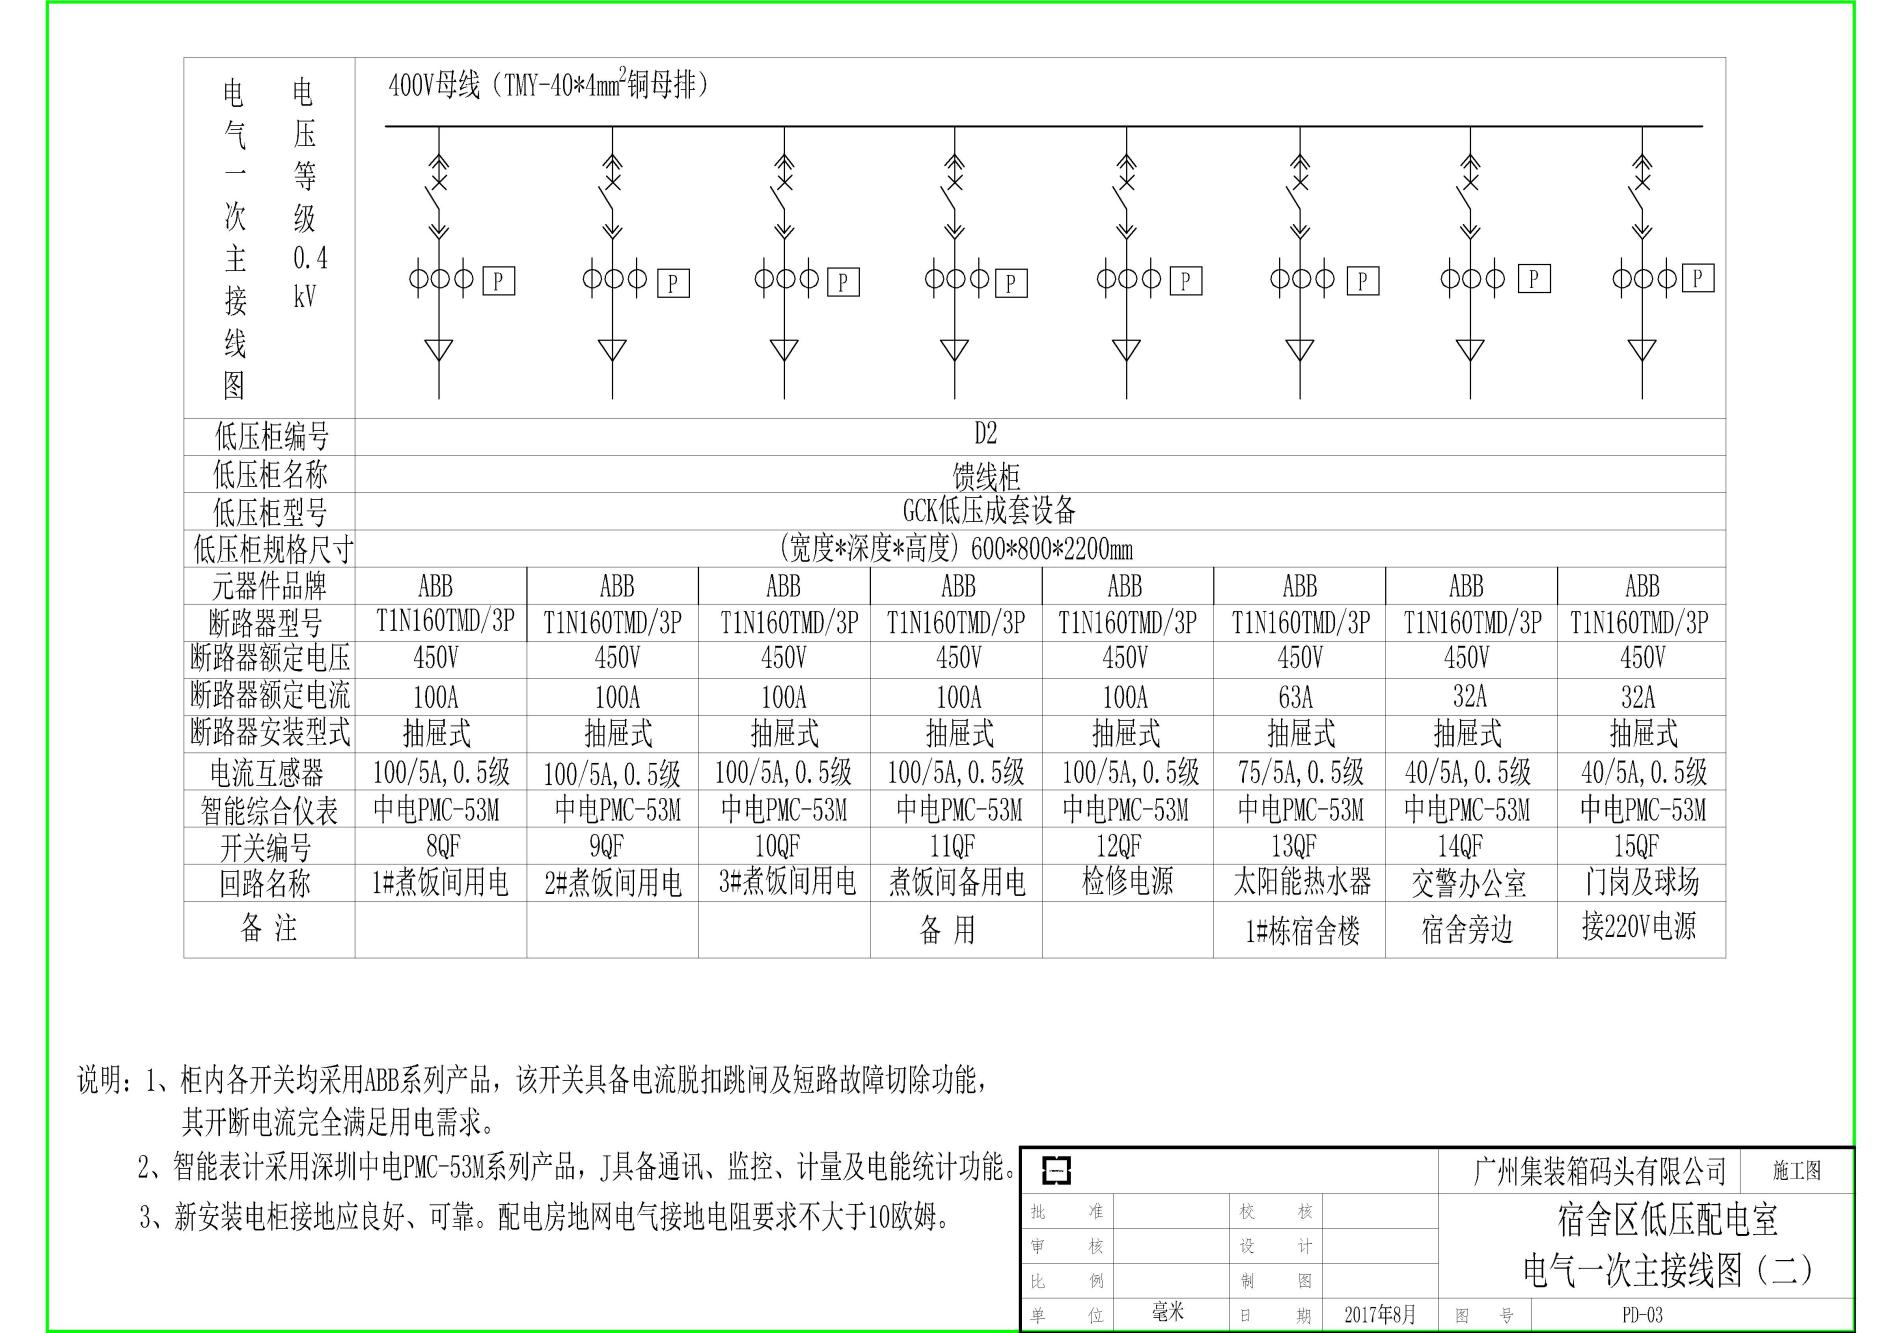 电气一次主接线图
电压等级0.4kV
400V母线（TMY-40*4mm²铜母排）
P P P P P P P P
低压柜编号 D2
低压柜名称 馈线柜
低压柜型号 GCK低压成套设备
低压柜规格尺寸 (宽度*深度*高度) 600*800*2200mm
元器件品牌 ABB ABB ABB ABB ABB ABB ABB ABB
断路器型号 T1N160TMD/3P T1N160TMD/3P T1N160TMD/3P T1N160TMD/3P T1N160TMD/3P T1N160TMD/3P T1N160TMD/3P T1N160TMD/3P
断路器额定电压 450V 450V 450V 450V 450V 450V 450V 450V
断路器额定电流 100A 100A 100A 100A 100A 63A 32A 32A
断路器安装型式 抽屉式 抽屉式 抽屉式 抽屉式 抽屉式 抽屉式 抽屉式 抽屉式
电流互感器 100/5A,0.5级 100/5A,0.5级 100/5A,0.5级 100/5A,0.5级 100/5A,0.5级 75/5A,0.5级 40/5A,0.5级 40/5A,0.5级
智能综合仪表 中电PMC-53M 中电PMC-53M 中电PMC-53M 中电PMC-53M 中电PMC-53M 中电PMC-53M 中电PMC-53M 中电PMC-53M
开关编号 8QF 9QF 10QF 11QF 12QF 13QF 14QF 15QF
回路名称 1#煮饭间用电 2#煮饭间用电 3#煮饭间用电 煮饭间备用电 检修电源 太阳能热水器 交警办公室 门岗及球场
备 注 备 用 1#栋宿舍楼 宿舍旁边 接220V电源
说明：1、柜内各开关均采用ABB系列产品，该开关具备电流脱扣跳闸及短路故障切除功能，
其开断电流完全满足用电需求。
2、智能表计采用深圳中电PMC-53M系列产品，J具备通讯、监控、计量及电能统计功能。
3、新安装电柜接地应良好、可靠。配电房地网电气接地电阻要求不大于10欧姆。
广州集装箱码头有限公司 施工图
批 准 校 核
宿舍区低压配电室
审 核 设 计
电气一次主接线图（二）
比 例 制 图
单 位 毫米 日 期 2017年8月 图 号 PD-03